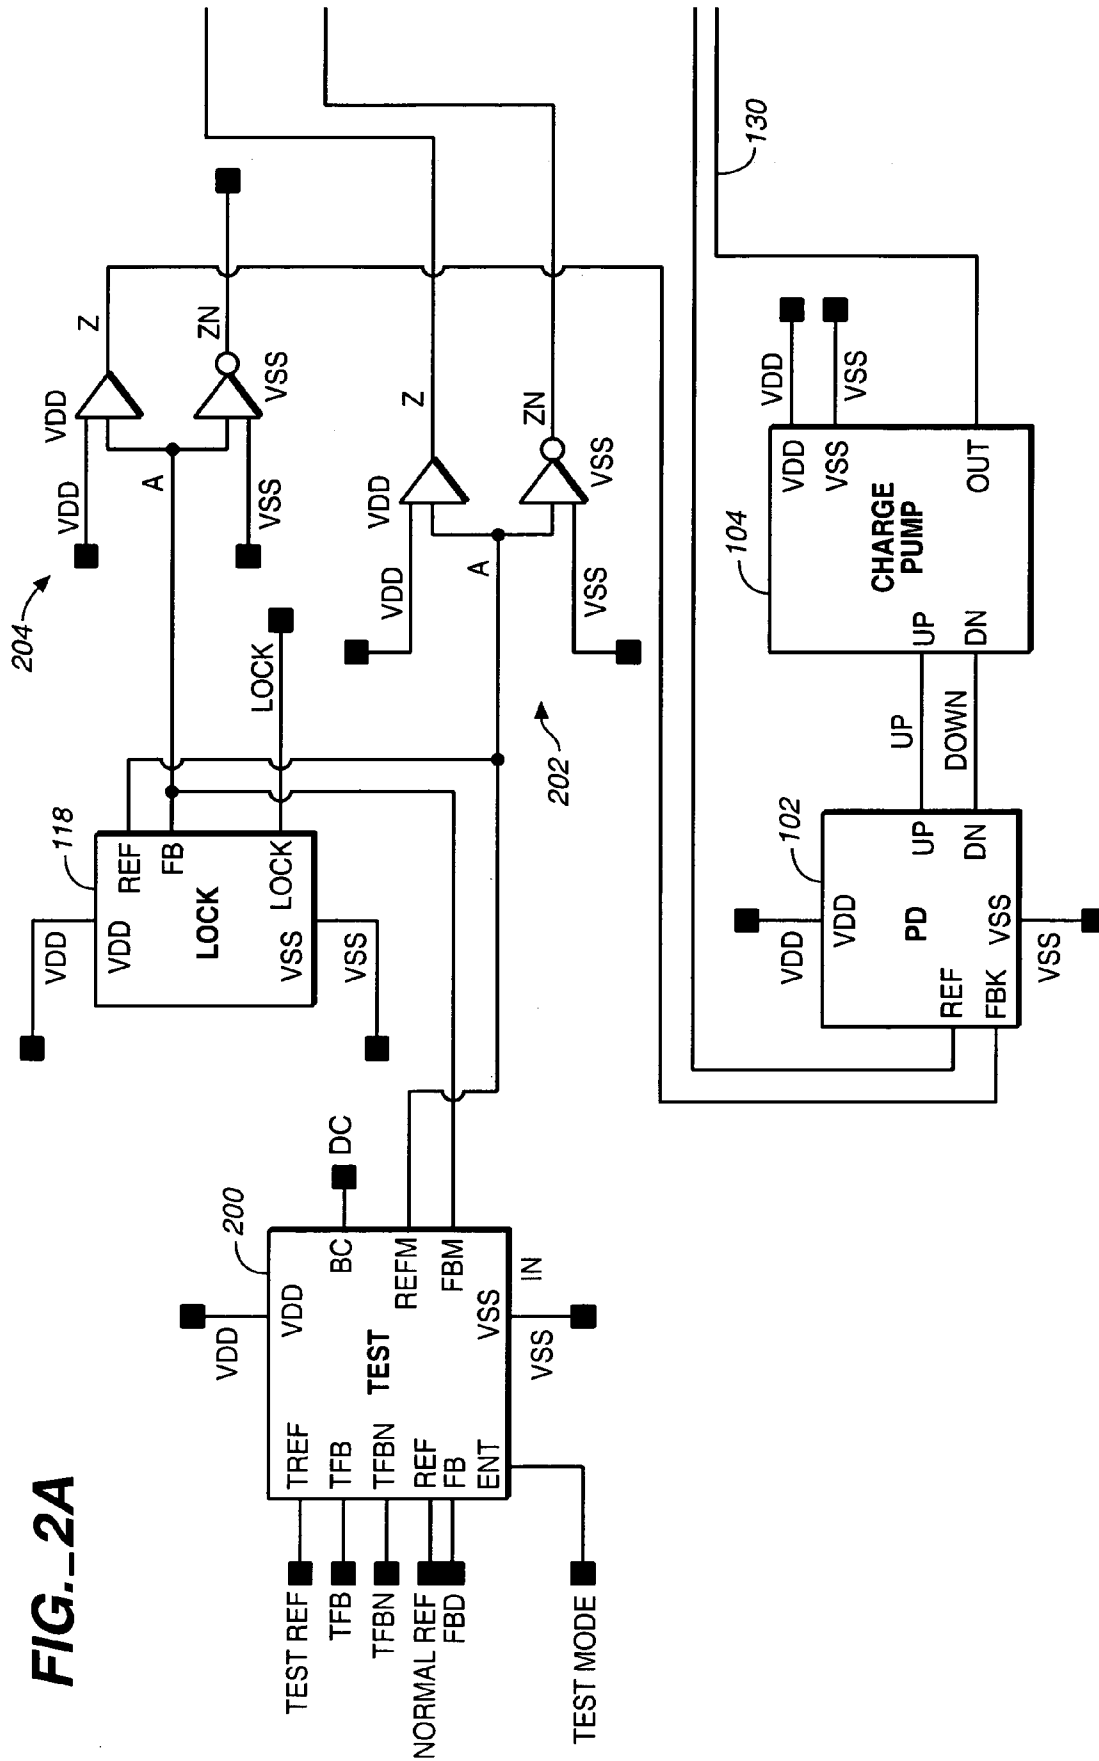 FIG._2A
TEST REF
TFB
TFBN
NORMAL REF
FBD
TEST MODE
TREF
TFB
TFBN
REF
FB
ENT
TEST
VDD
VDD
BC
DC
REFM
FBM
VSS
VSS
IN
200
VDD
VDD
LOCK
REF
FB
LOCK
VSS
VSS
118
LOCK
204
VDD
VDD
A
Z
ZN
VSS
VSS
202
VDD
VDD
A
Z
ZN
VSS
VSS
VDD
VDD
PD
REF
FBK
UP
DN
VSS
VSS
102
UP
DOWN
104
CHARGE
PUMP
UP
DN
VDD
VSS
OUT
VDD
VSS
130